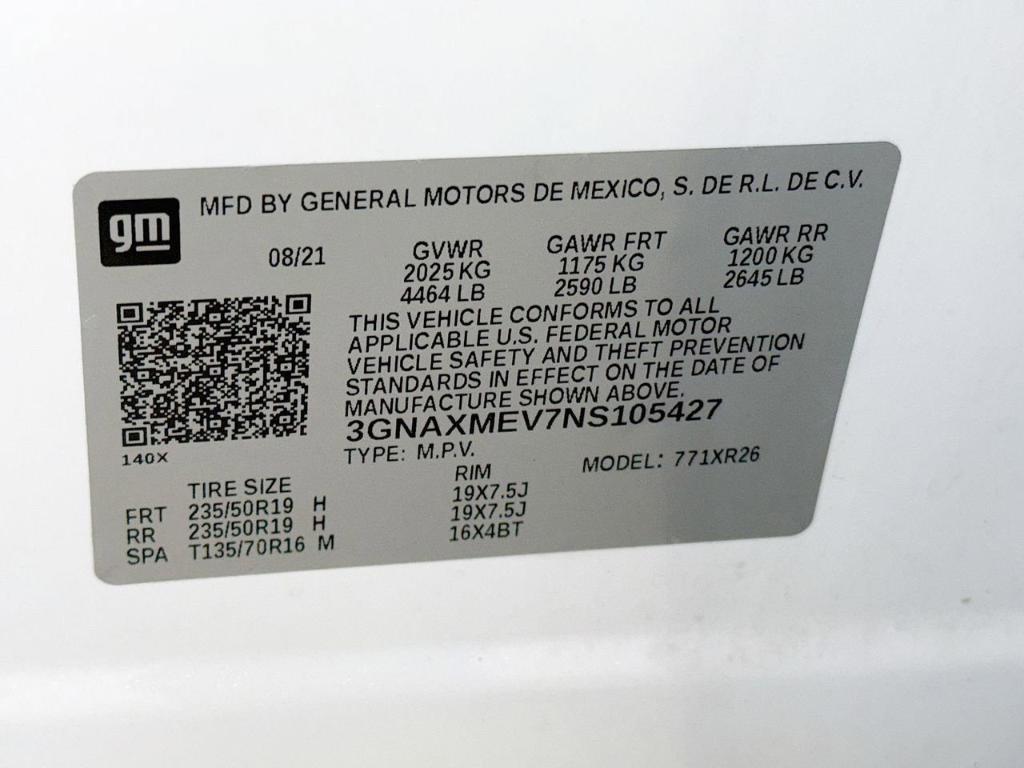 gm
MFD BY GENERAL MOTORS DE MEXICO, S. DE R.L. DE C.V.
08/21 GVWR GAWR FRT GAWR RR
2025 KG 1175 KG 1200 KG
4464 LB 2590 LB 2645 LB
THIS VEHICLE CONFORMS TO ALL
APPLICABLE U.S. FEDERAL MOTOR
VEHICLE SAFETY AND THEFT PREVENTION
STANDARDS IN EFFECT ON THE DATE OF
MANUFACTURE SHOWN ABOVE.
3GNAXMEV7NS105427
140X
TYPE: M.P.V. MODEL: 771XR26
TIRE SIZE RIM
FRT 235/50R19 H 19X7.5J
RR 235/50R19 H 19X7.5J
SPA T135/70R16 M 16X4BT